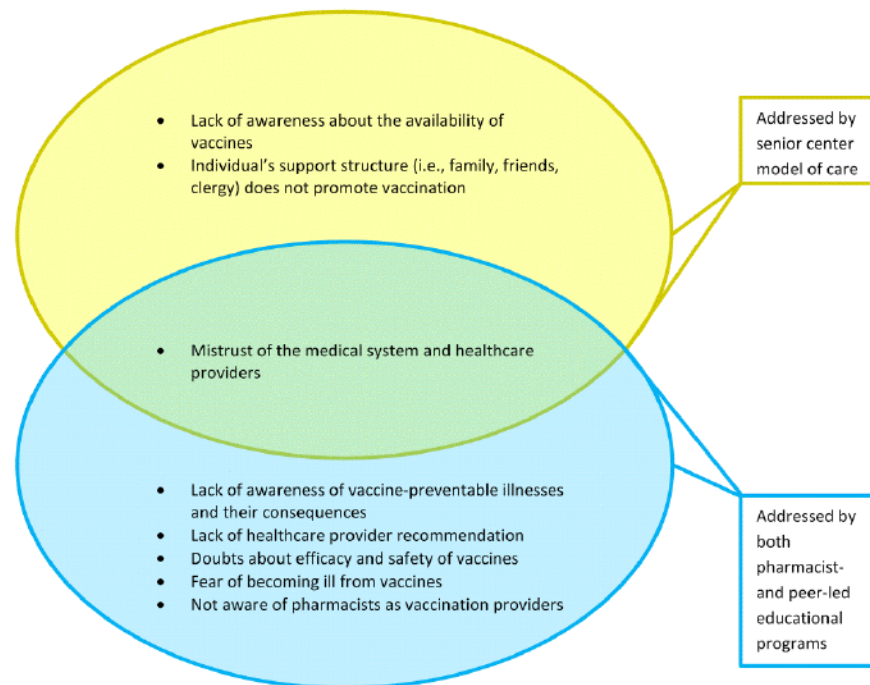 • Lack of awareness about the availability of
vaccines
• Individual's support structure (i.e., family, friends,
clergy) does not promote vaccination
Addressed by
senior center
model of care
• Mistrust of the medical system and healthcare
providers
• Lack of awareness of vaccine-preventable illnesses
and their consequences
• Lack of healthcare provider recommendation
• Doubts about efficacy and safety of vaccines
• Fear of becoming ill from vaccines
• Not aware of pharmacists as vaccination providers
Addressed by
both
pharmacist-
and peer-led
educational
programs